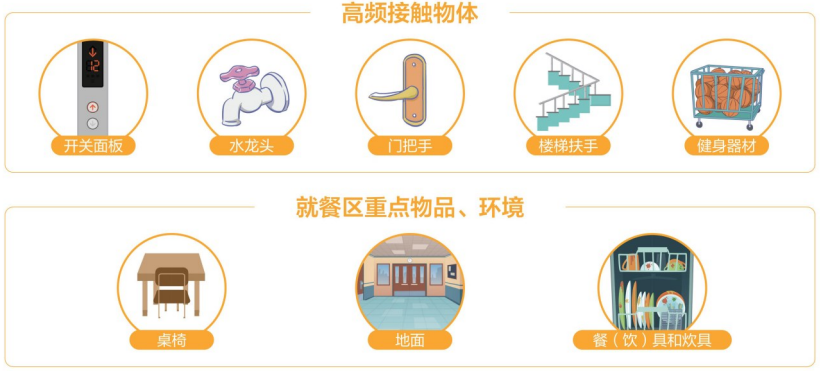 高频接触物体
12
开关面板
水龙头
门把手
楼梯扶手
健身器材
就餐区重点物品、环境
桌椅
地面
餐（饮）具和炊具